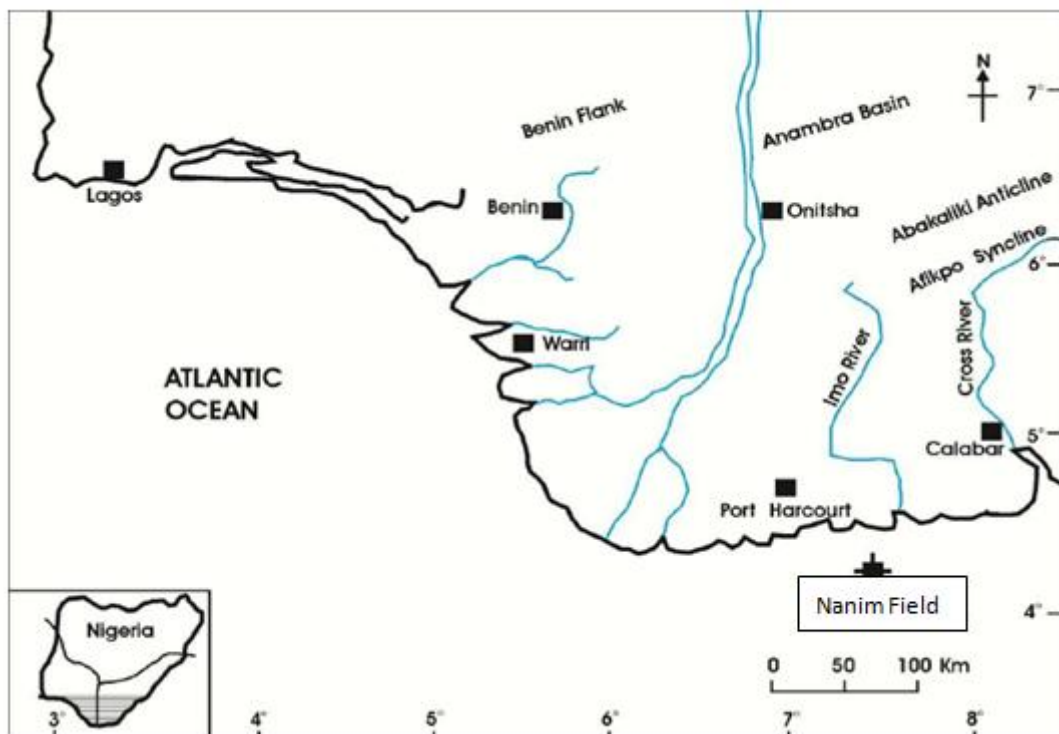 N
7°
Benin Flank
Anambra Basin
Lagos
Benin
Onitsha
Abakaliki Anticline
Afikpo Syncline
6°
Warri
Imo River
Cross River
ATLANTIC
OCEAN
5°
Calabar
Port Harcourt
Nanim Field
4°
Nigeria
0 50 100 Km
3° 4° 5° 6° 7° 8°